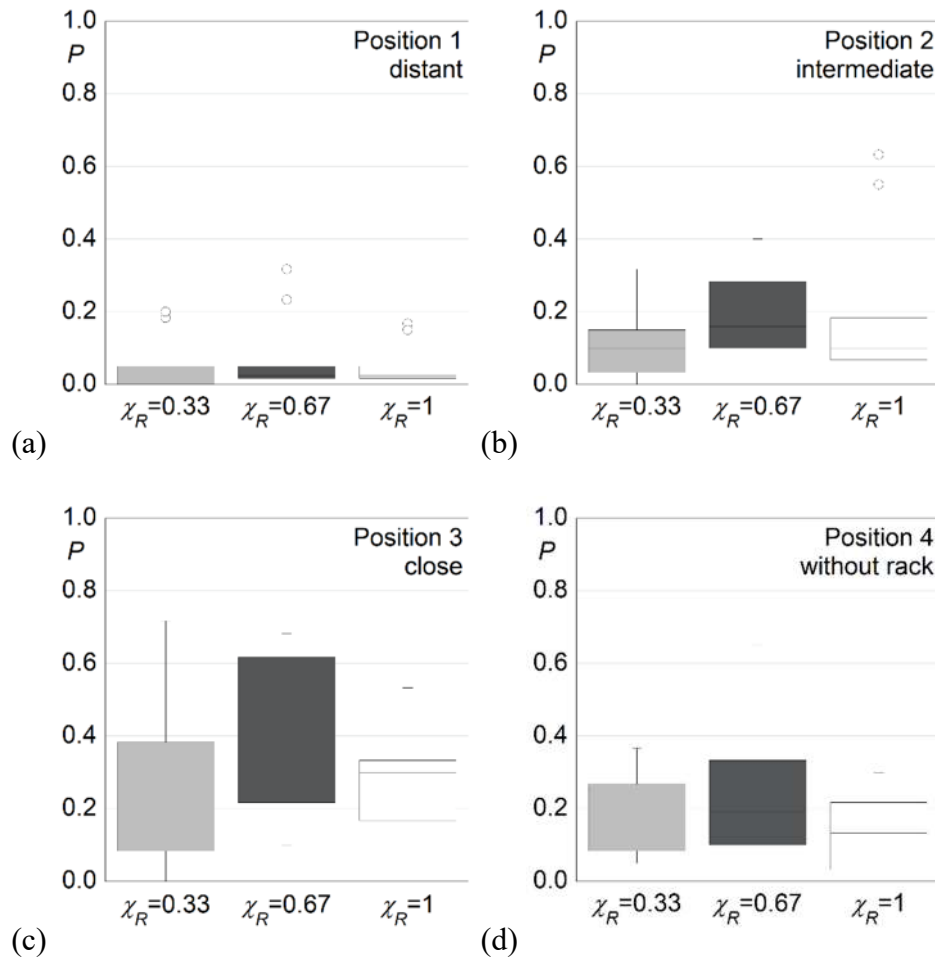 1.0
P
0.8
0.6
0.4
0.2
0.0
Position 1
distant
χR=0.33 χR=0.67 χR=1
(a)
1.0
P
0.8
0.6
0.4
0.2
0.0
Position 2
intermediate
χR=0.33 χR=0.67 χR=1
(b)
1.0
P
0.8
0.6
0.4
0.2
0.0
Position 3
close
χR=0.33 χR=0.67 χR=1
(c)
1.0
P
0.8
0.6
0.4
0.2
0.0
Position 4
without rack
χR=0.33 χR=0.67 χR=1
(d)